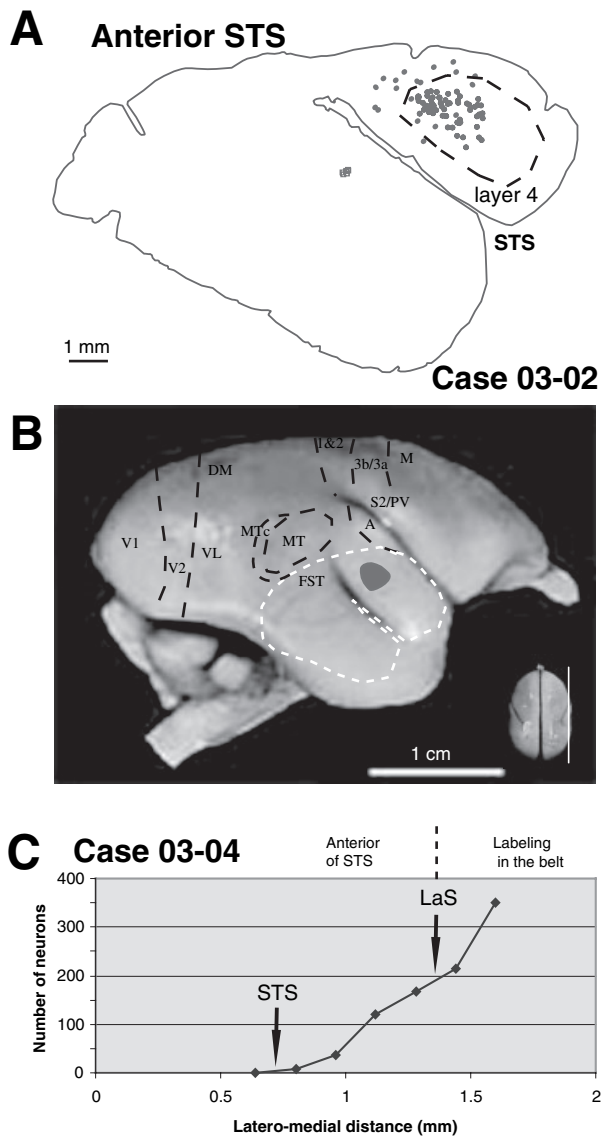 A
Anterior STS
layer 4
STS
1 mm
Case 03-02
B
1&2
3b/3a
M
DM
S2/PV
A
MTc
MT
V1
V2
VL
FST
1 cm
C
Case 03-04
Anterior
of STS
Labeling
in the belt
LaS
STS
Number of neurons
400
300
200
100
0
0
0.5
1
1.5
2
Latero-medial distance (mm)